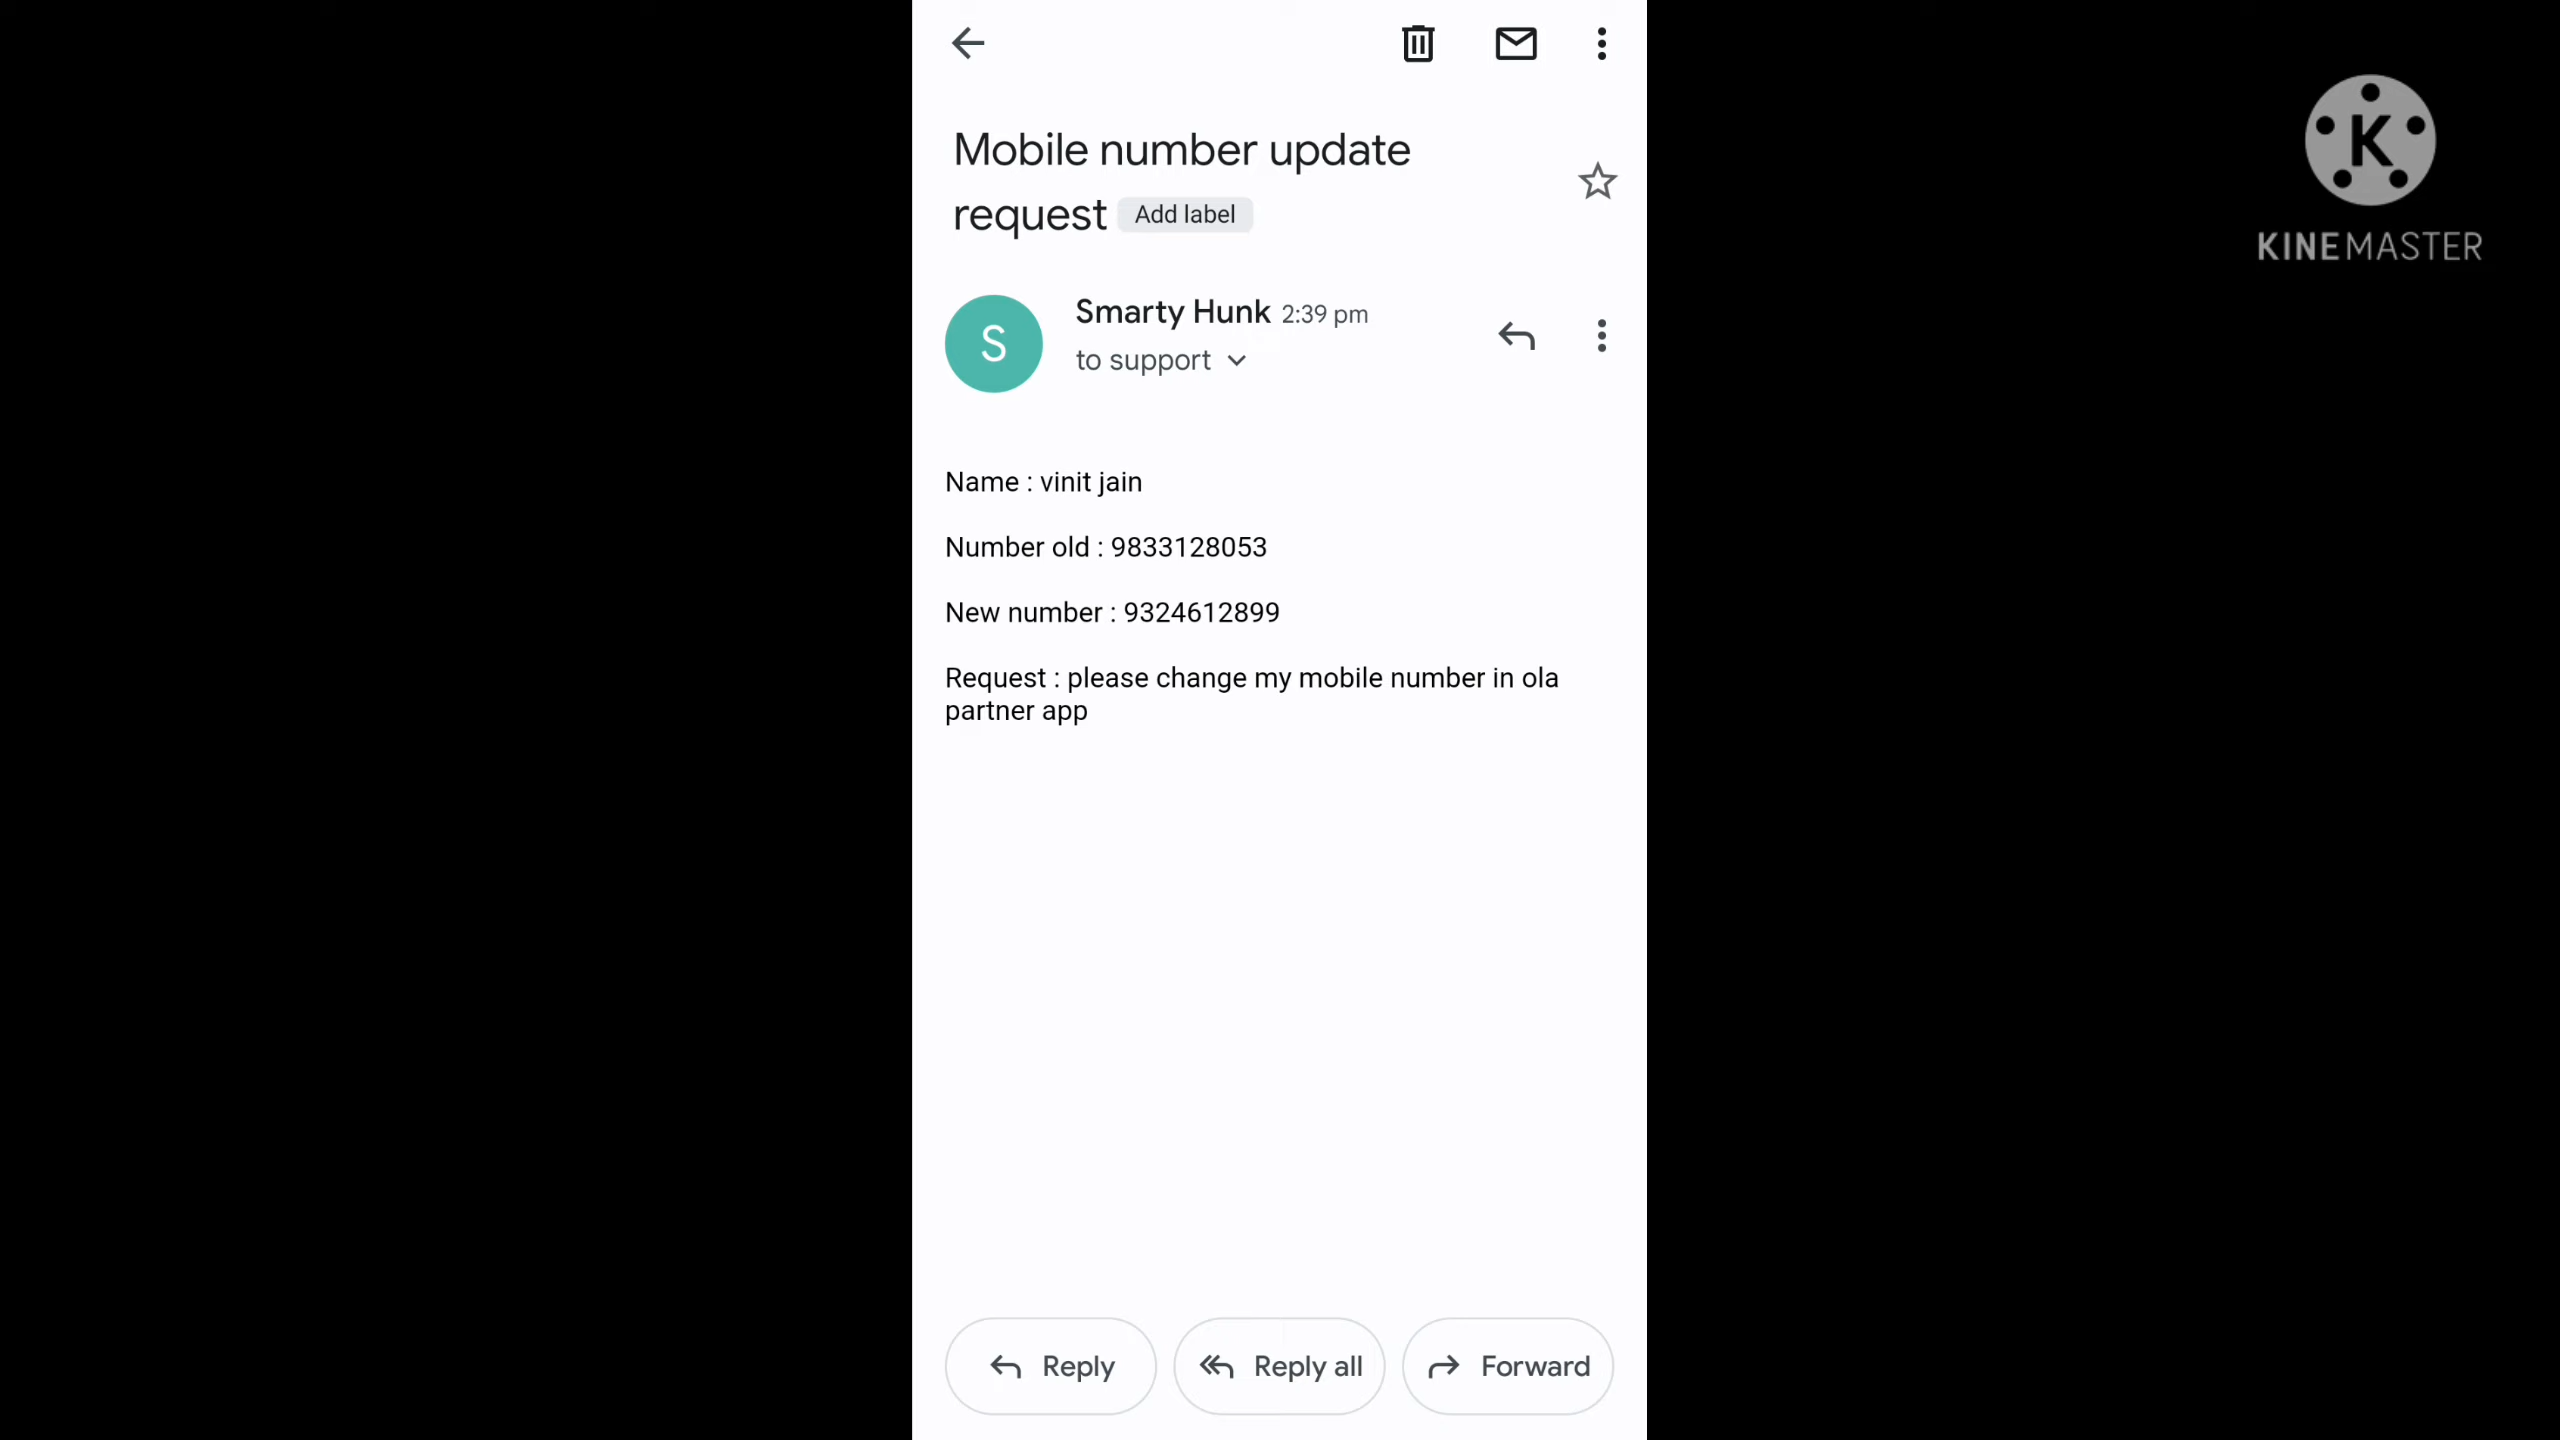 Mobile number update
request Add label
Smarty Hunk 2:39 pm
to support
S
Name : vinit jain
Number old : 9833128053
New number : 9324612899
Request : please change my mobile number in ola
partner app
Reply Reply all Forward
K
KINEMASTER